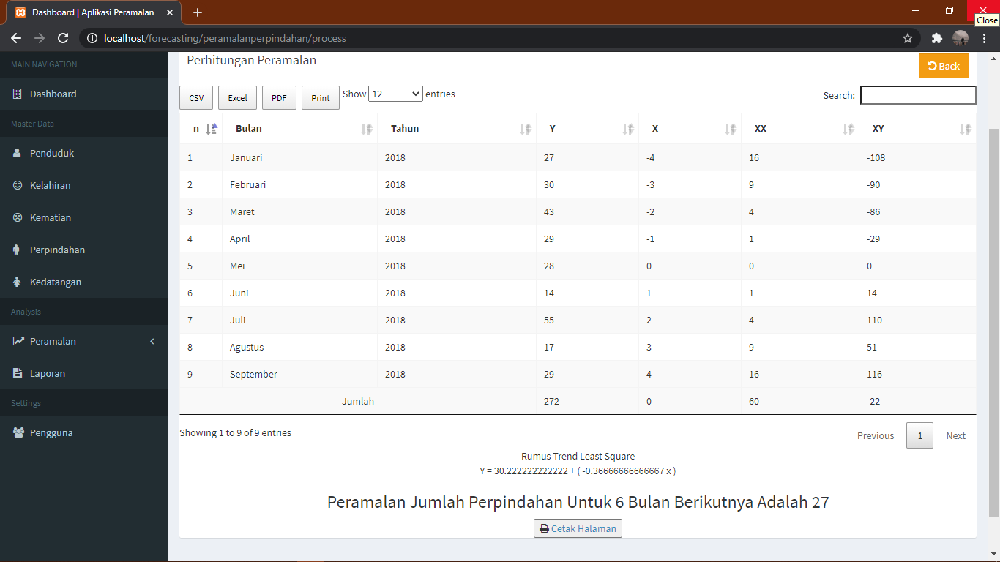 Dashboard | Aplikasi Peramalan
Close
localhost/forecasting/peramalanperpindahan/process
MAIN NAVIGATION
Dashboard
Master Data
Penduduk
Kelahiran
Kematian
Perpindahan
Kedatangan
Analysis
Peramalan
Laporan
Settings
Pengguna
Perhitungan Peramalan
Back
CSV Excel PDF Print Show 12 entries Search:
n Bulan Tahun Y X XX XY
1 Januari 2018 27 -4 16 -108
2 Februari 2018 30 -3 9 -90
3 Maret 2018 43 -2 4 -86
4 April 2018 29 -1 1 -29
5 Mei 2018 28 0 0 0
6 Juni 2018 14 1 1 14
7 Juli 2018 55 2 4 110
8 Agustus 2018 17 3 9 51
9 September 2018 29 4 16 116
Jumlah 272 0 60 -22
Showing 1 to 9 of 9 entries
Previous 1 Next
Rumus Trend Least Square
Y = 30.222222222222 + ( -0.36666666666667 x )
Peramalan Jumlah Perpindahan Untuk 6 Bulan Berikutnya Adalah 27
Cetak Halaman